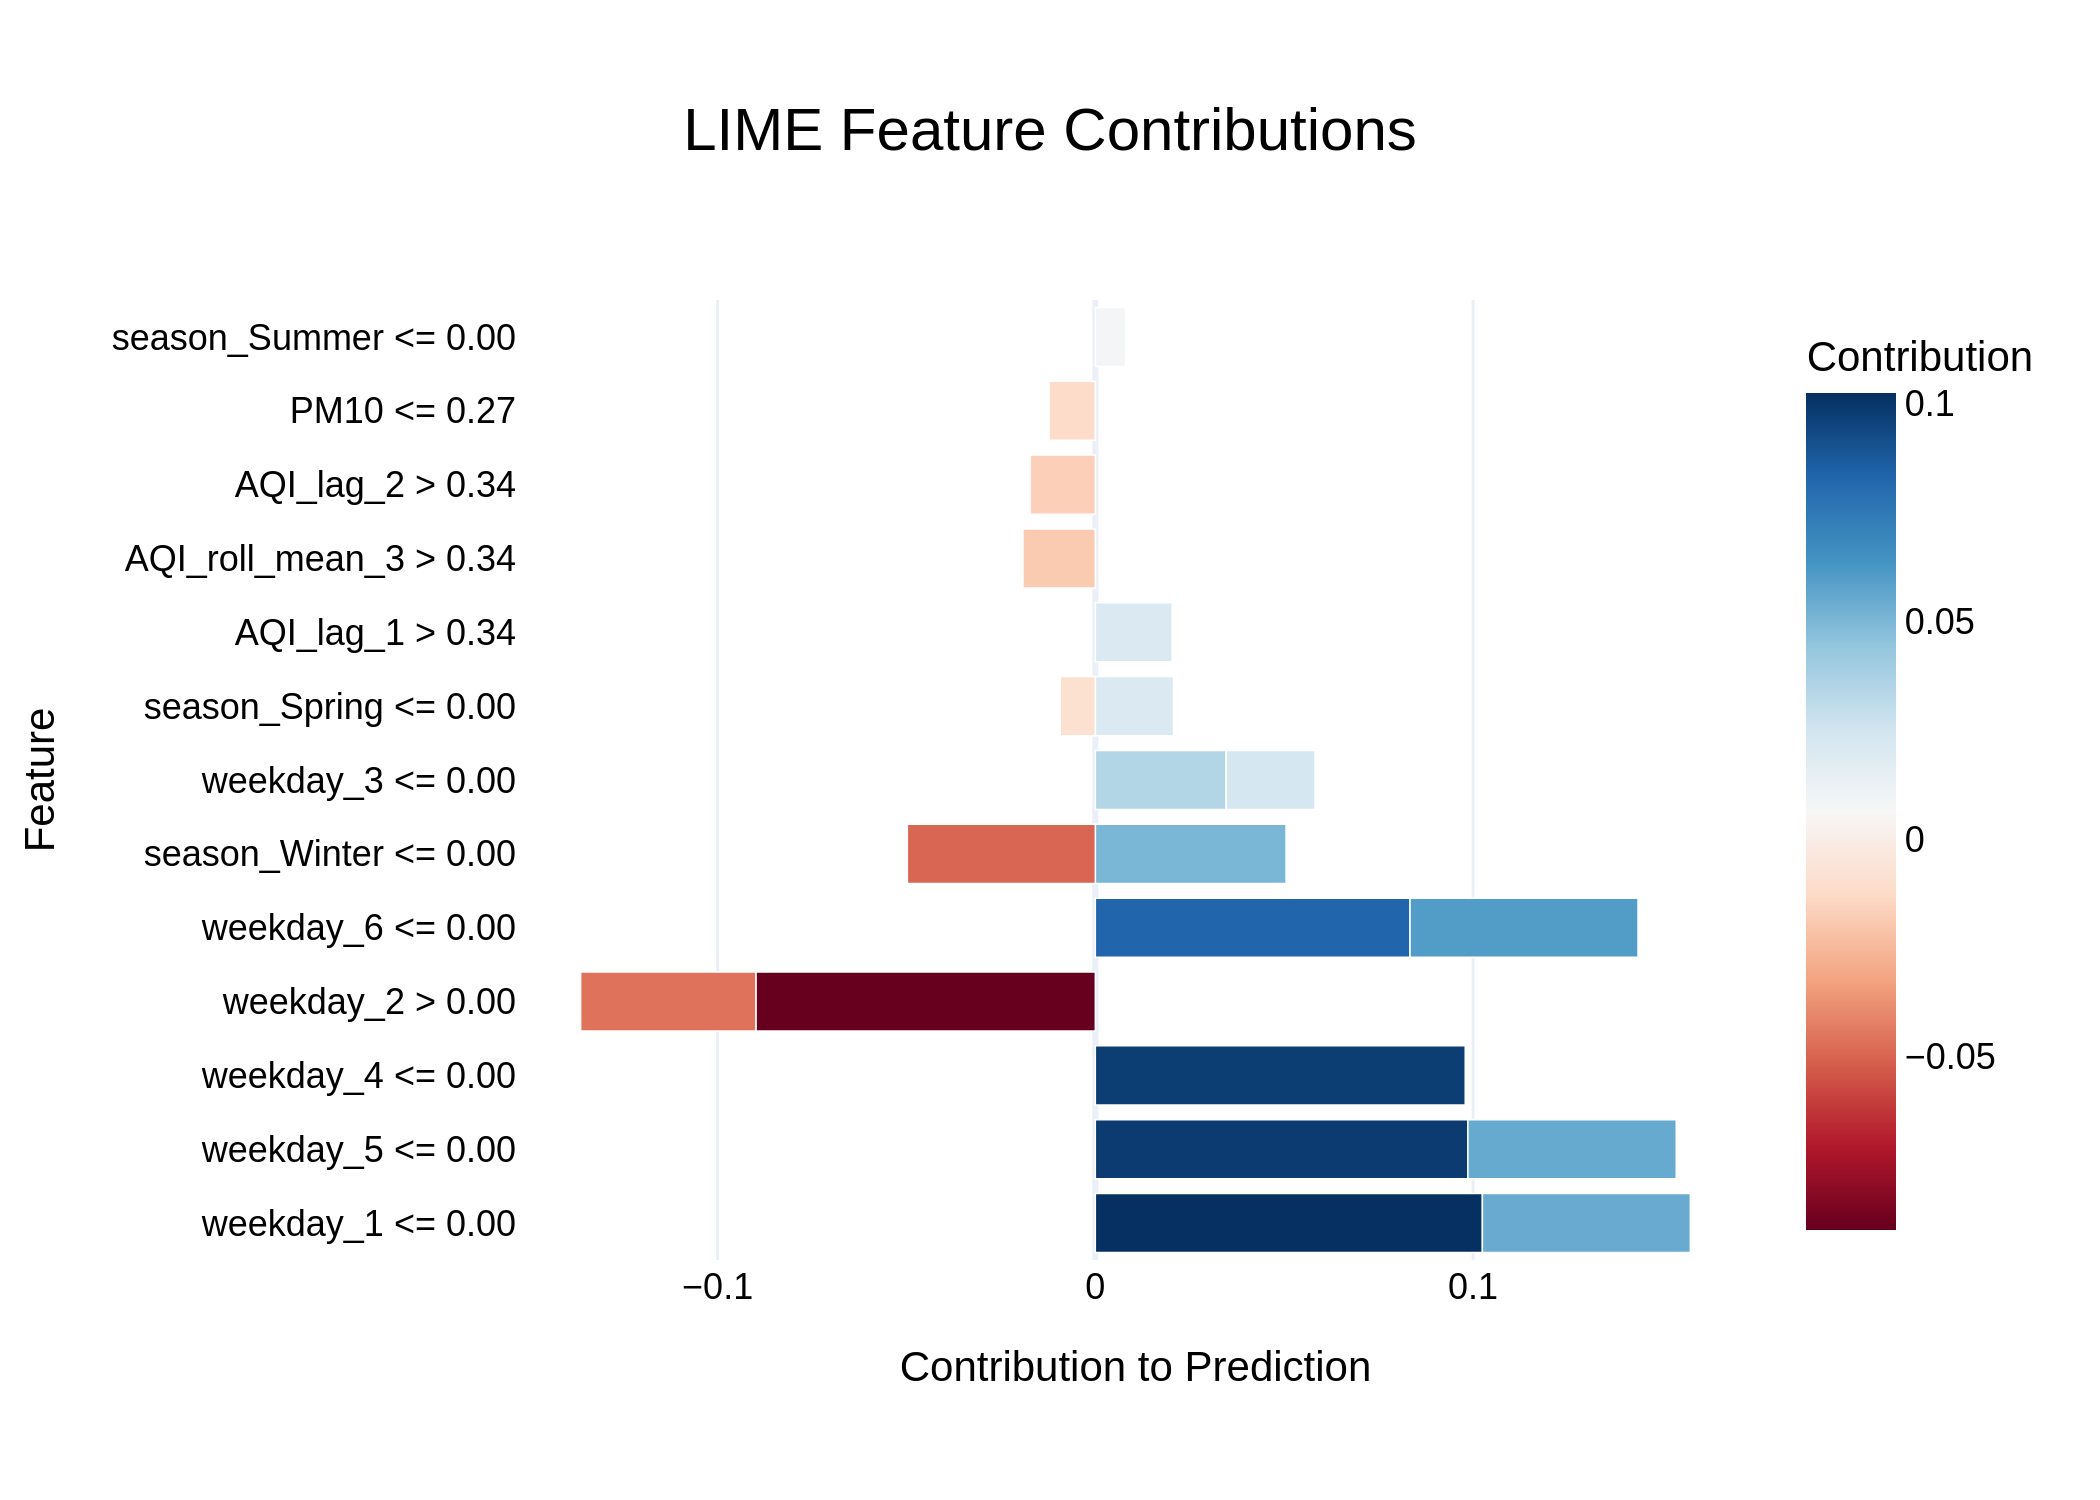 LIME Feature Contributions
season_Summer <= 0.00
PM10 <= 0.27
AQI_lag_2 > 0.34
AQI_roll_mean_3 > 0.34
AQI_lag_1 > 0.34
season_Spring <= 0.00
weekday_3 <= 0.00
season_Winter <= 0.00
weekday_6 <= 0.00
weekday_2 > 0.00
weekday_4 <= 0.00
weekday_5 <= 0.00
weekday_1 <= 0.00
Feature
−0.1
0
0.1
Contribution to Prediction
Contribution
0.1
0.05
0
−0.05